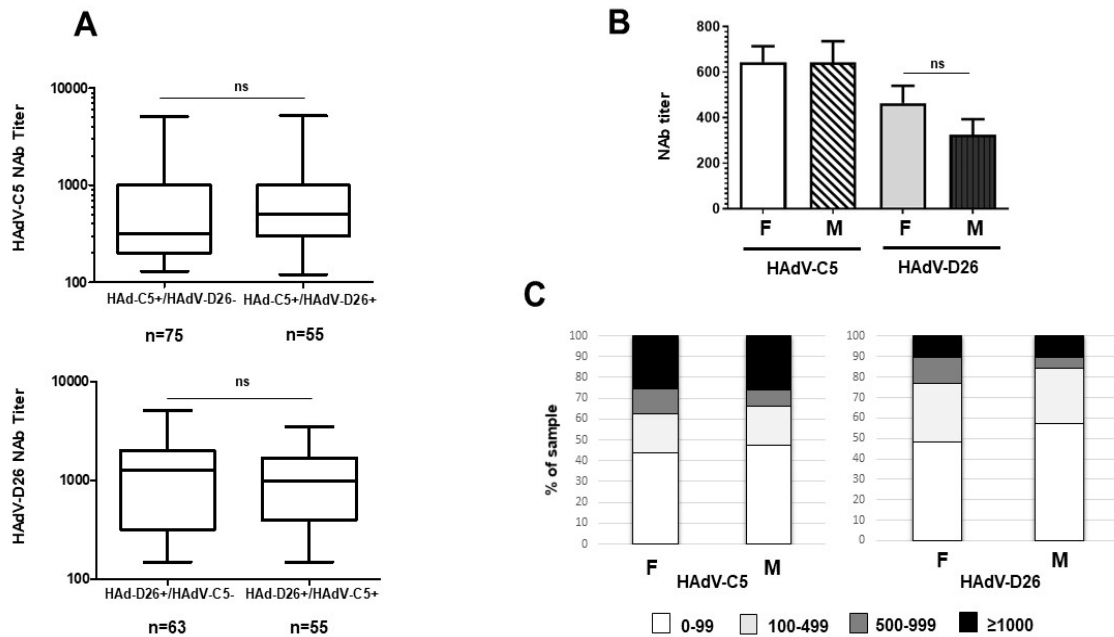 A
ns
HAdV-C5 NAb Titer
10000
1000
100
HAd-C5+/HAdV-D26-
HAd-C5+/HAdV-D26+
n=75
n=55
ns
HAdV-D26 NAb Titer
10000
1000
100
HAd-D26+/HAdV-C5-
HAd-D26+/HAdV-C5+
n=63
n=55
B
NAb titer
800
600
400
200
0
ns
F M F M
HAdV-C5 HAdV-D26
C
% of sample
100
90
80
70
60
50
40
30
20
10
0
F M
HAdV-C5
100
90
80
70
60
50
40
30
20
10
0
F M
HAdV-D26
0-99 100-499 500-999 ≥1000